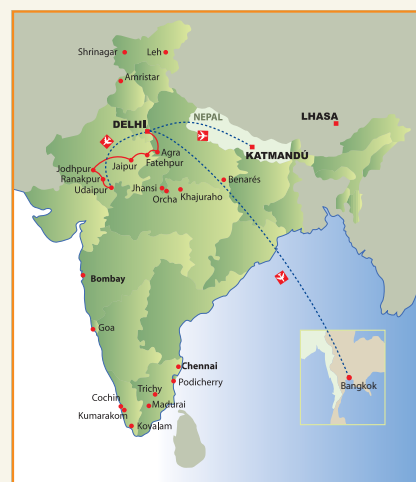 Shrinagar
Leh
Amristar
DELHI
NEPAL
LHASA
KATMANDÚ
Agra
Fatehpur
Jaipur
Jodhpur
Ranakpur
Udaipur
Jhansi
Orcha
Khajuraho
Benarés
Bombay
Goa
Chennai
Podicherry
Bangkok
Trichy
Cochin
Madurai
Kumarakom
Kovalam